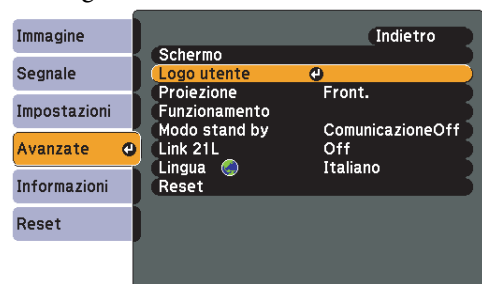 Immagine
Segnale
Impostazioni
Avanzate
Informazioni
Reset
Indietro
Schermo
Logo utente
Proiezione Front.
Funzionamento
Modo stand by ComunicazioneOff
Link 21L Off
Lingua Italiano
Reset